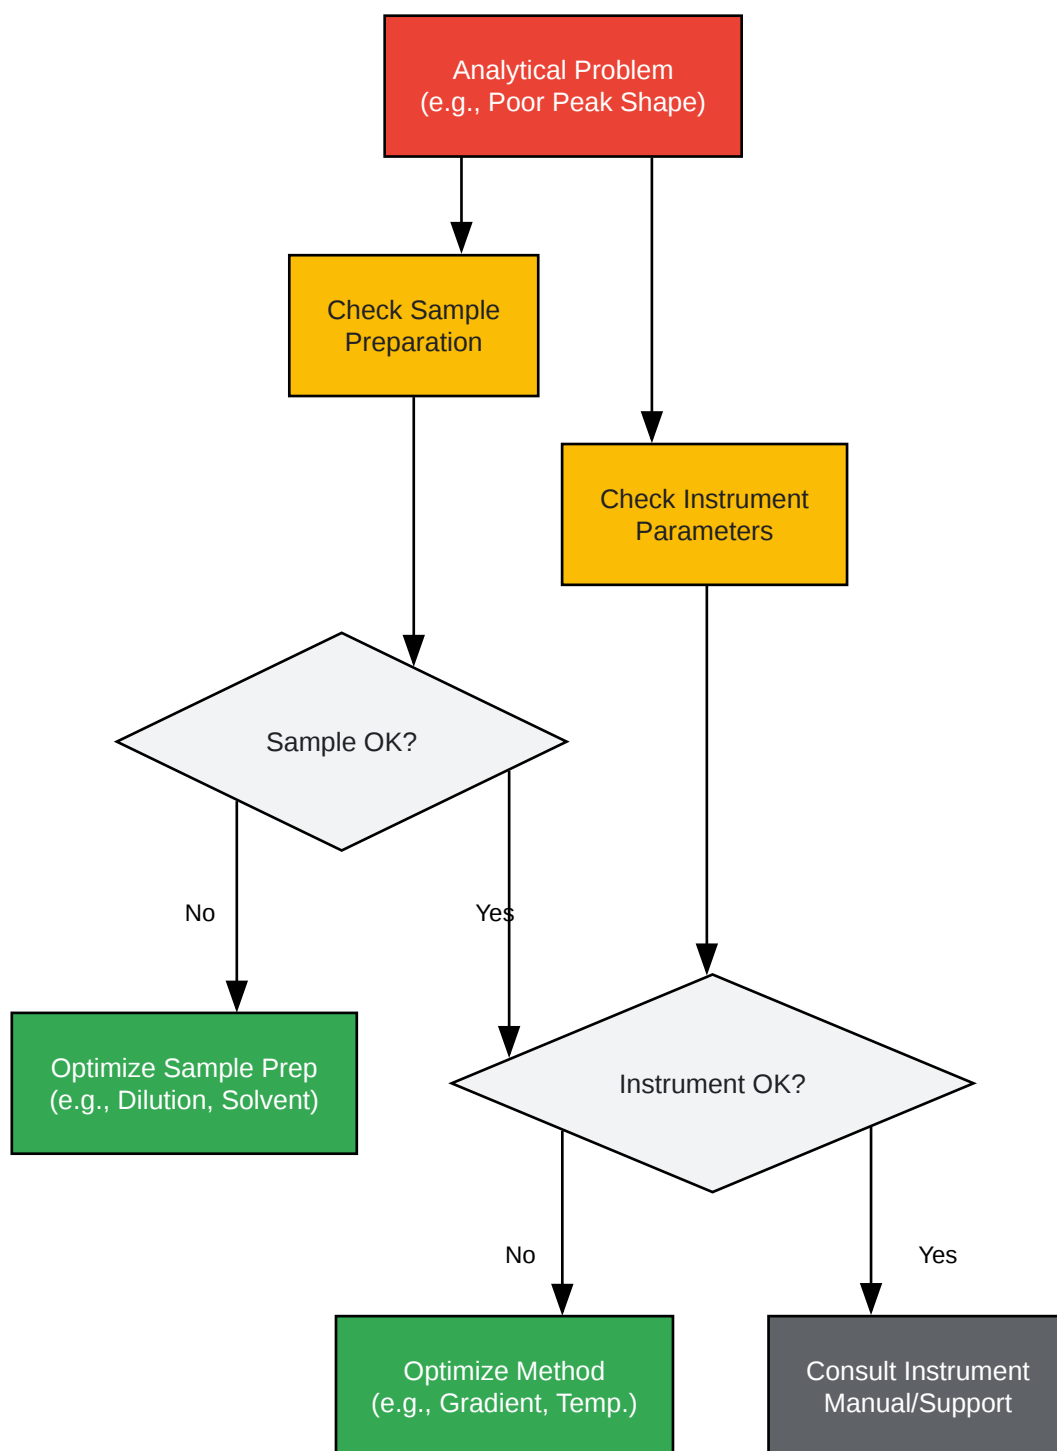 Analytical Problem
(e.g., Poor Peak Shape)
Check Sample
Preparation
Check Instrument
Parameters
Sample OK?
No
Yes
Optimize Sample Prep
(e.g., Dilution, Solvent)
Instrument OK?
No
Yes
Optimize Method
(e.g., Gradient, Temp.)
Consult Instrument
Manual/Support